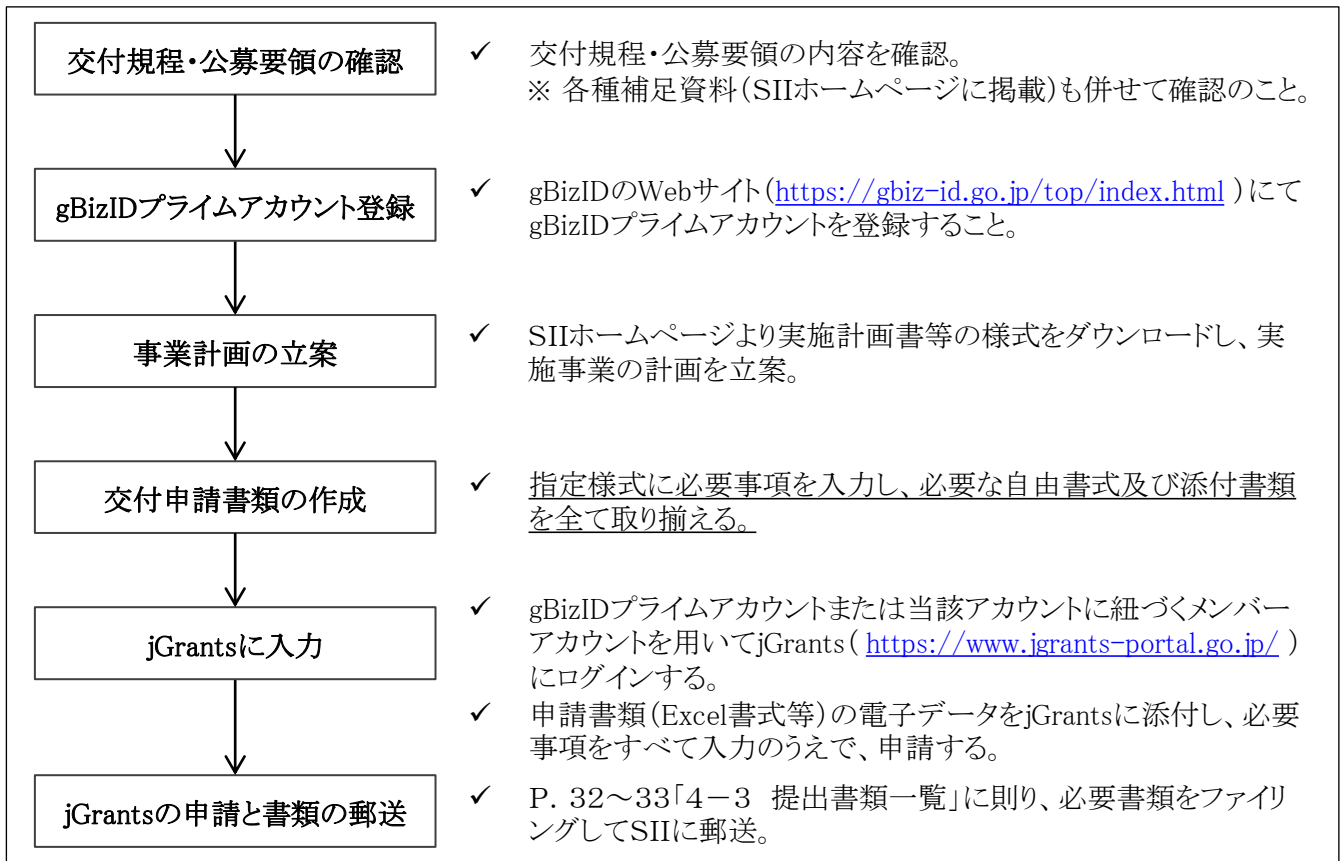 交付規程・公募要領の確認
✓ 交付規程・公募要領の内容を確認。
※ 各種補足資料(SIIホームページに掲載)も併せて確認のこと。
gBizIDプライムアカウント登録
✓ gBizIDのWebサイト(https://gbiz-id.go.jp/top/index.html )にて
gBizIDプライムアカウントを登録すること。
事業計画の立案
✓ SIIホームページより実施計画書等の様式をダウンロードし、実
施事業の計画を立案。
交付申請書類の作成
✓ 指定様式に必要事項を入力し、必要な自由書式及び添付書類
を全て取り揃える。
jGrantsに入力
✓ gBizIDプライムアカウントまたは当該アカウントに紐づくメンバー
アカウントを用いてjGrants( https://www.jgrants-portal.go.jp/ )
にログインする。
✓ 申請書類(Excel書式等)の電子データをjGrantsに添付し、必要
事項をすべて入力のうえで、申請する。
jGrantsの申請と書類の郵送
✓ P.32~33「4-3 提出書類一覧」に則り、必要書類をファイリ
ングしてSIIに郵送。